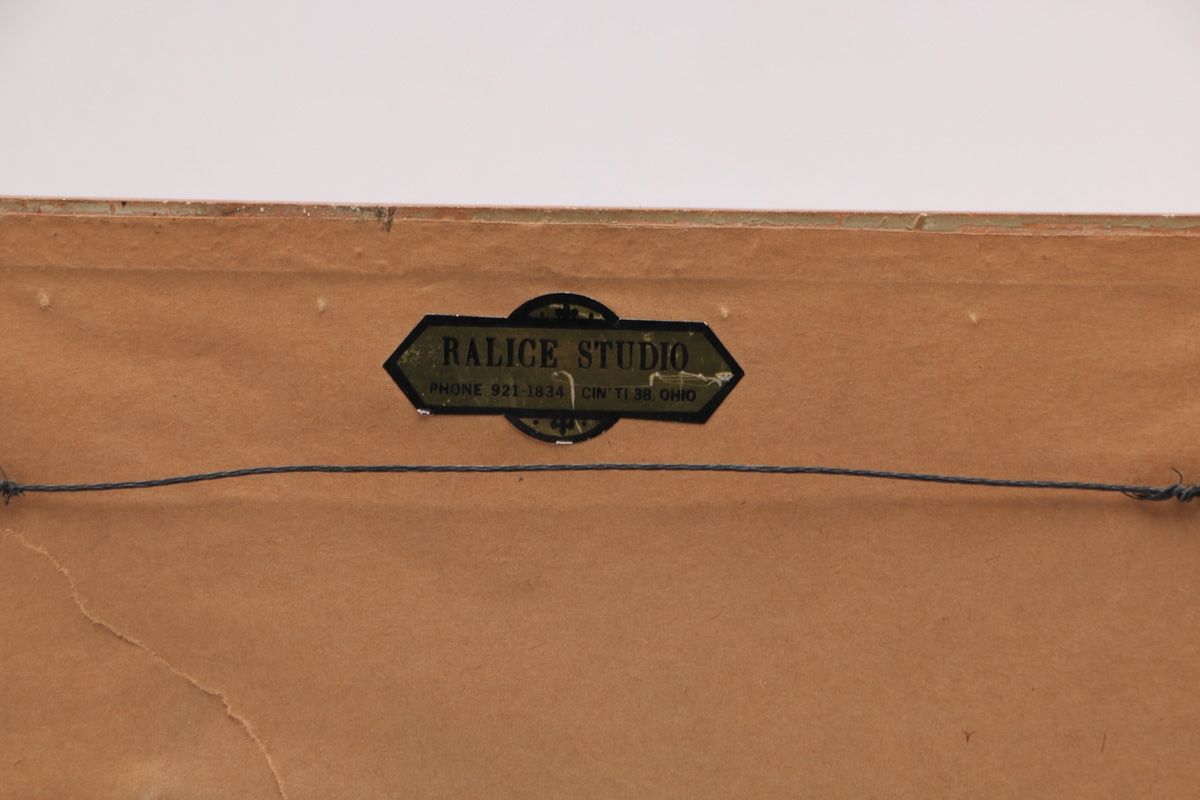 RALICE STUDIO
PHONE 921-1834 CIN'TI 38, OHIO